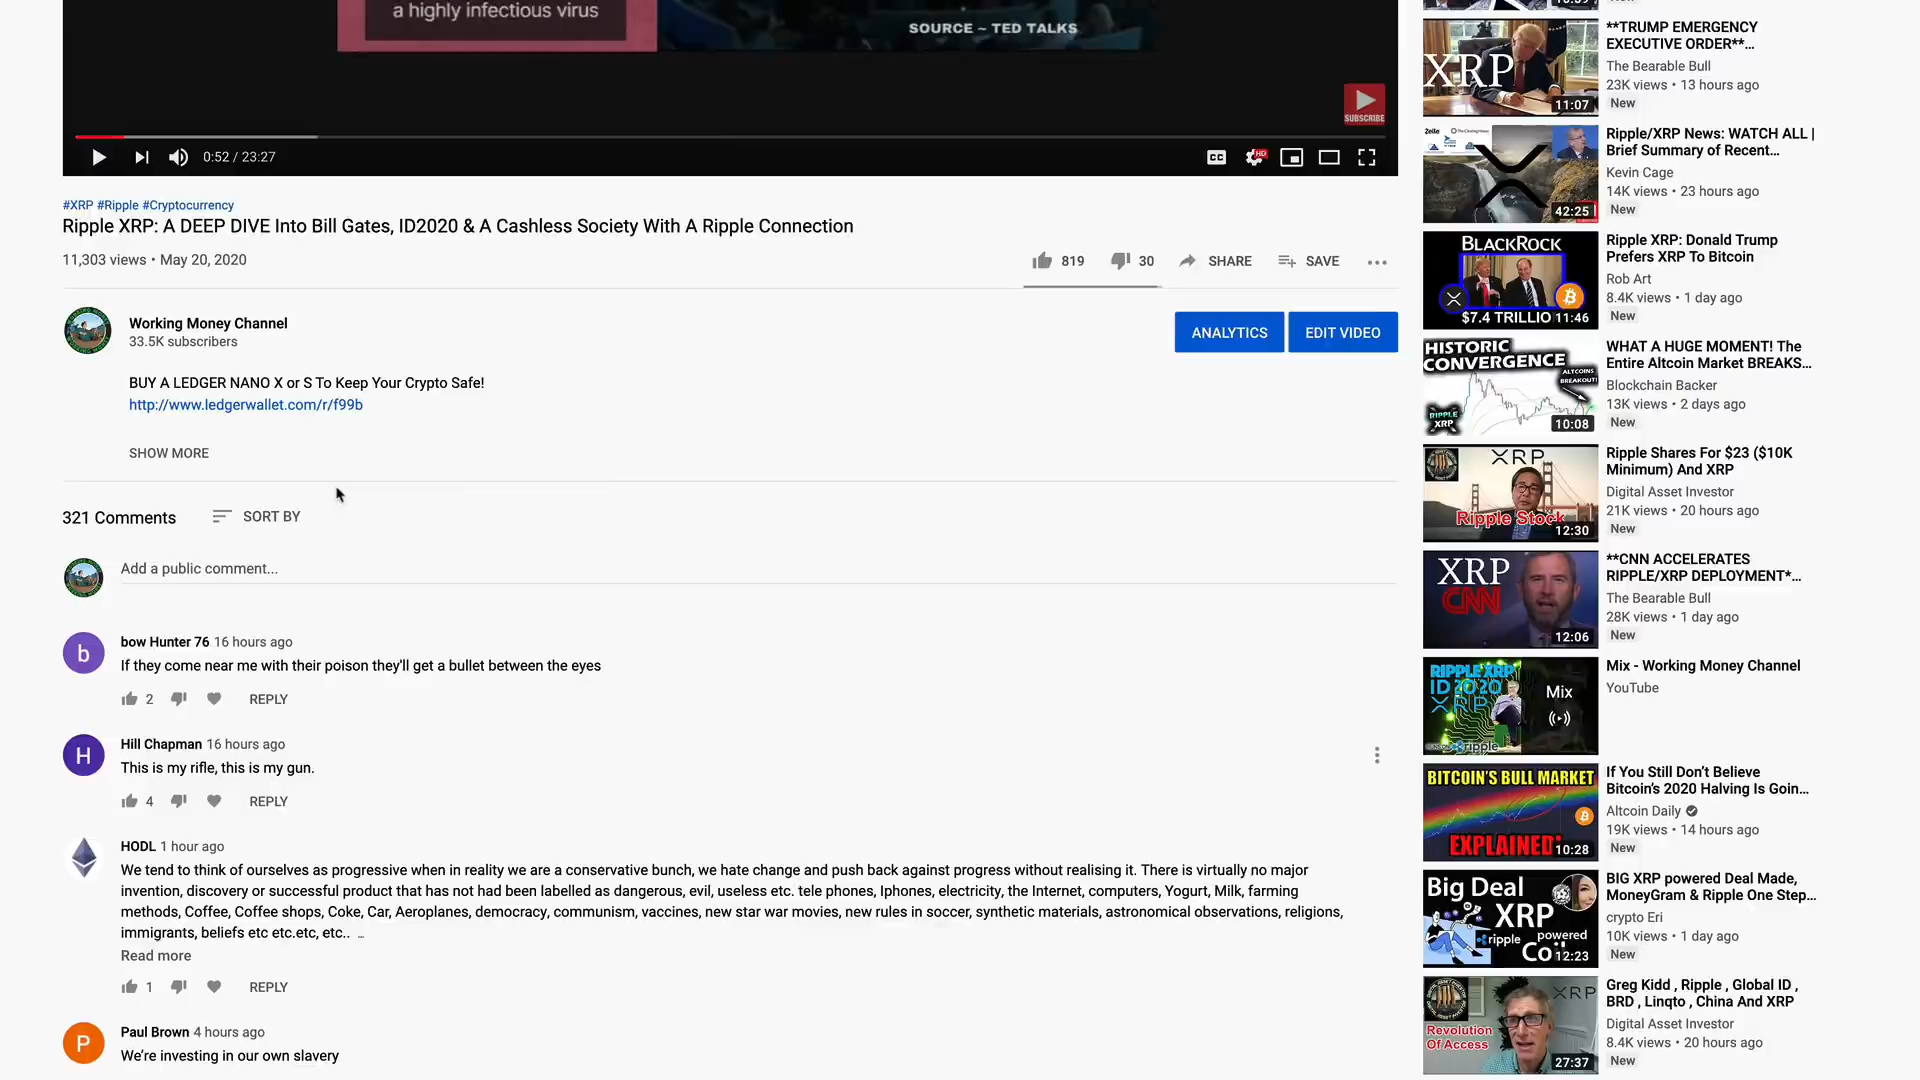 a highly infectious virus
SOURCE ~ TED TALKS
SUBSCRIBE
0:52 / 23:27
CC
HD
#XRP #Ripple #Cryptocurrency
Ripple XRP: A DEEP DIVE Into Bill Gates, ID2020 & A Cashless Society With A Ripple Connection
11,303 views • May 20, 2020
819
30
SHARE
SAVE
Working Money Channel
33.5K subscribers
ANALYTICS
EDIT VIDEO
BUY A LEDGER NANO X or S To Keep Your Crypto Safe!
http://www.ledgerwallet.com/r/f99b
SHOW MORE
321 Comments
SORT BY
Add a public comment...
b
bow Hunter 76 16 hours ago
If they come near me with their poison they'll get a bullet between the eyes
2
REPLY
H
Hill Chapman 16 hours ago
This is my rifle, this is my gun.
4
REPLY
HODL 1 hour ago
We tend to think of ourselves as progressive when in reality we are a conservative bunch, we hate change and push back against progress without realising it. There is virtually no major
invention, discovery or successful product that has not had been labelled as dangerous, evil, useless etc. tele phones, Iphones, electricity, the Internet, computers, Yogurt, Milk, farming
methods, Coffee, Coffee shops, Coke, Car, Aeroplanes, democracy, communism, vaccines, new star war movies, new rules in soccer, synthetic materials, astronomical observations, religions,
immigrants, beliefs etc etc.etc, etc.. ...
Read more
1
REPLY
P
Paul Brown 4 hours ago
We're investing in our own slavery
XRP
11:07
**TRUMP EMERGENCY
EXECUTIVE ORDER**...
The Bearable Bull
23K views • 13 hours ago
New
Zelle
42:25
Ripple/XRP News: WATCH ALL |
Brief Summary of Recent...
Kevin Cage
14K views • 23 hours ago
New
BLACKROCK
$7.4 TRILLIO
11:46
Ripple XRP: Donald Trump
Prefers XRP To Bitcoin
Rob Art
8.4K views • 1 day ago
New
HISTORIC
CONVERGENCE
ALTCOINS
BREAKOUT!
RIPPLE
XRP
10:08
WHAT A HUGE MOMENT! The
Entire Altcoin Market BREAKS...
Blockchain Backer
13K views • 2 days ago
New
XRP
Ripple Stock
12:30
Ripple Shares For $23 ($10K
Minimum) And XRP
Digital Asset Investor
21K views • 20 hours ago
New
XRP
CNN
12:06
**CNN ACCELERATES
RIPPLE/XRP DEPLOYMENT*...
The Bearable Bull
28K views • 1 day ago
New
RIPPLE XRP
ID2020
XRP
ripple
Mix
Mix - Working Money Channel
YouTube
BITCOIN'S BULL MARKET
EXPLAINED!
10:28
If You Still Don't Believe
Bitcoin's 2020 Halving Is Goin...
Altcoin Daily
19K views • 14 hours ago
New
Big Deal
XRP
ripple
powered
Coi
12:23
BIG XRP powered Deal Made,
MoneyGram & Ripple One Step...
crypto Eri
10K views • 1 day ago
New
XRP
Revolution
Of Access
27:37
Greg Kidd , Ripple , Global ID ,
BRD , Linqto , China And XRP
Digital Asset Investor
8.4K views • 20 hours ago
New